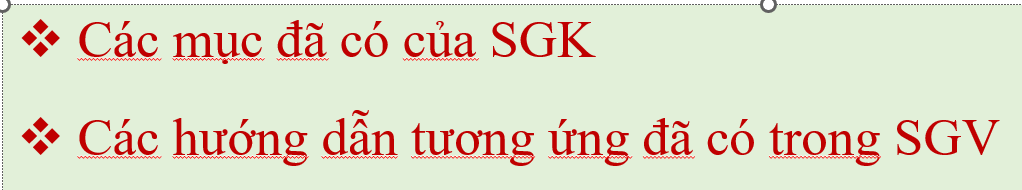 ❖ Các mục đã có của SGK
❖ Các hướng dẫn tương ứng đã có trong SGV